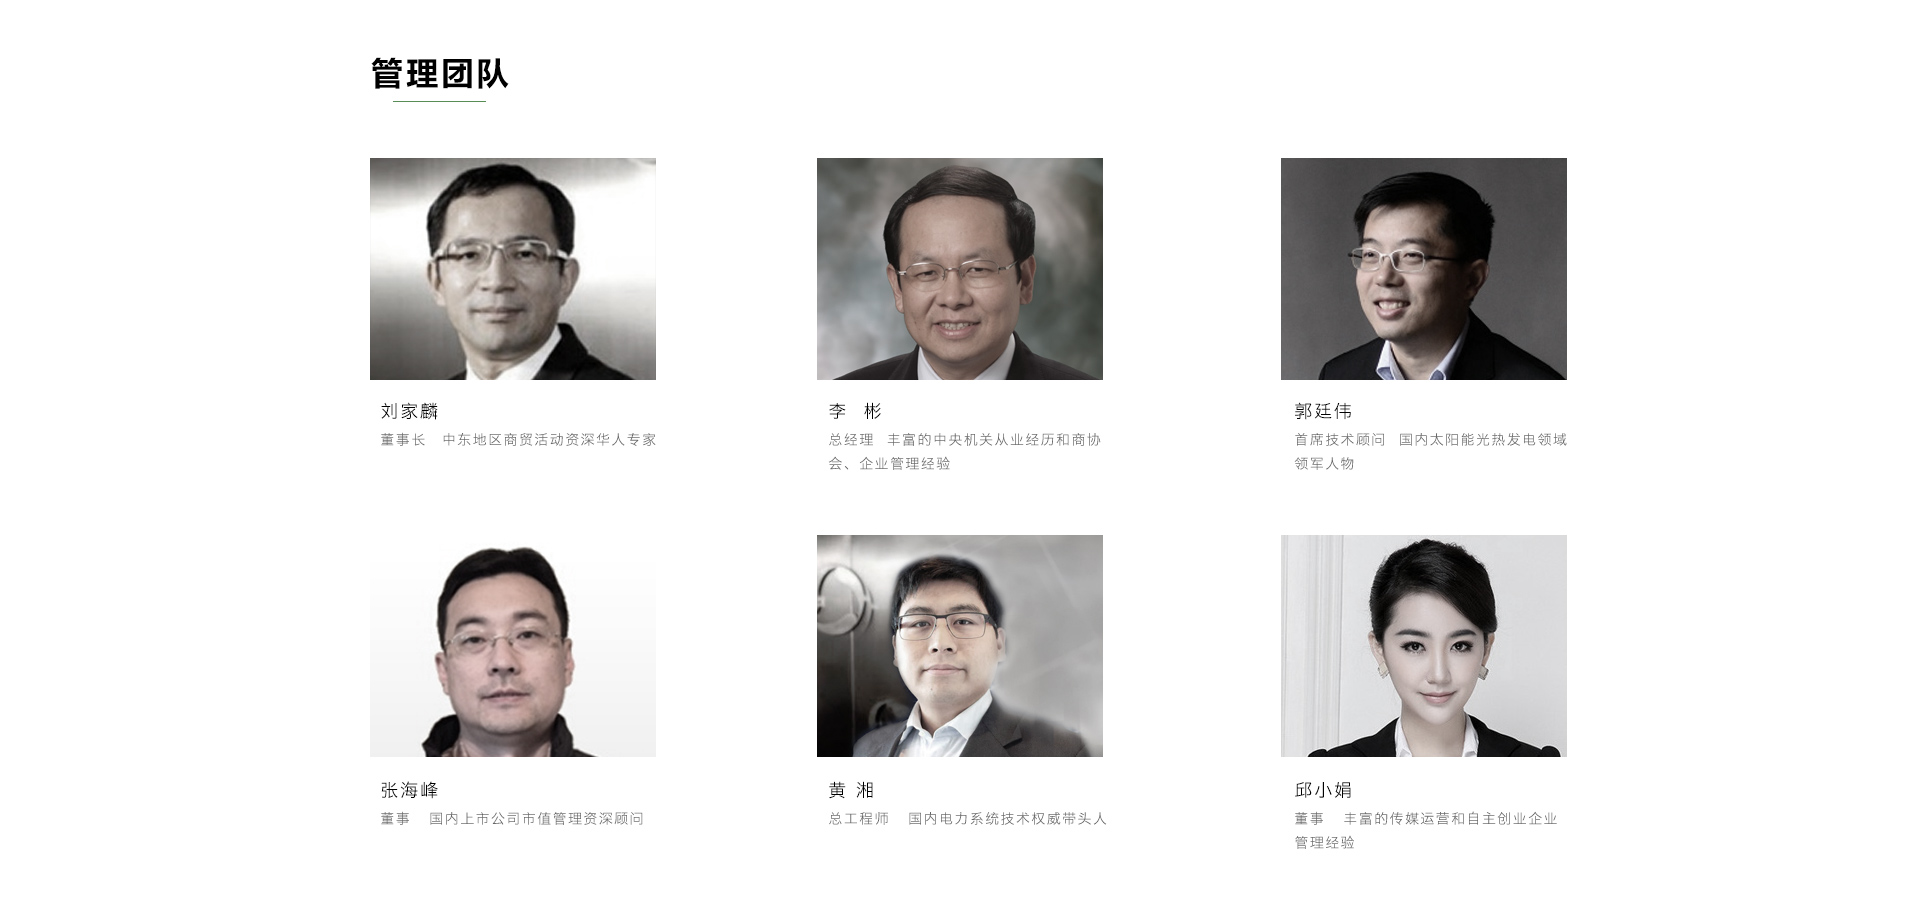 管理团队
刘家麟
董事长 中东地区商贸活动资深华人专家
李 彬
总经理 丰富的中央机关从业经历和商协
会、企业管理经验
郭廷伟
首席技术顾问 国内太阳能光热发电领域
领军人物
张海峰
董事 国内上市公司市值管理资深顾问
黄 湘
总工程师 国内电力系统技术权威带头人
邱小娟
董事 丰富的传媒运营和自主创业企业
管理经验